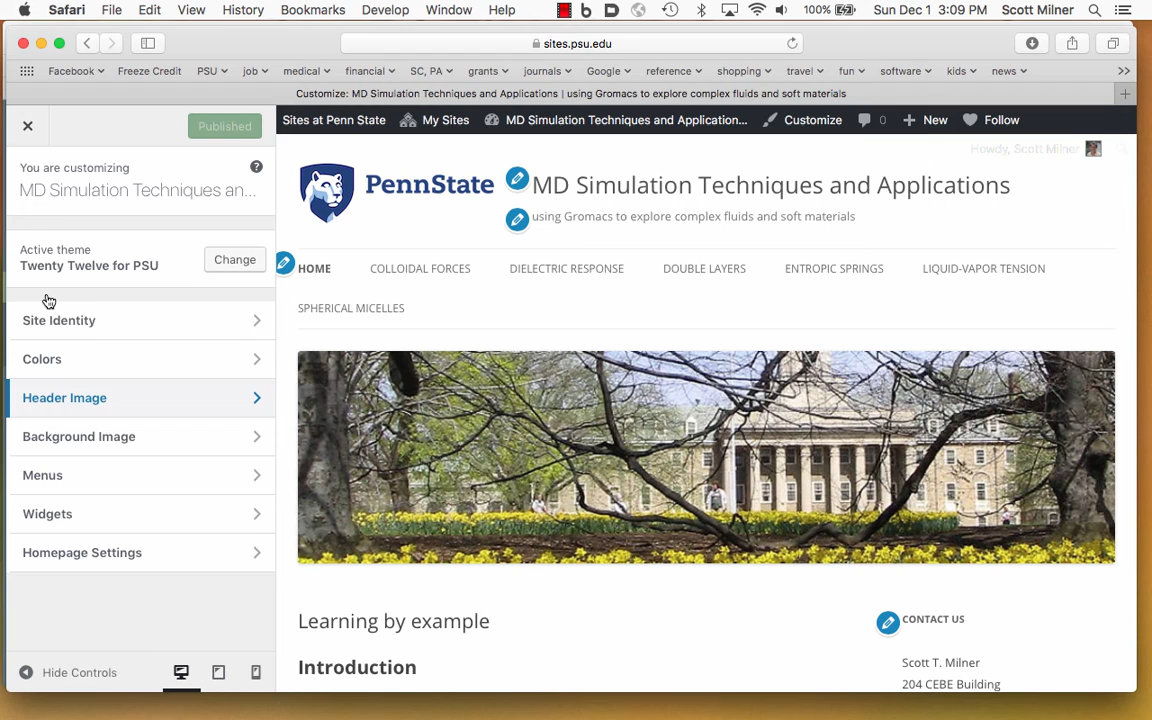 Safari File Edit View History Bookmarks Develop Window Help 100% Sun Dec 1 3:09 PM Scott Milner
sites.psu.edu
Facebook Freeze Credit PSU job medical financial SC, PA grants journals Google reference shopping travel fun software kids news
Customize: MD Simulation Techniques and Applications | using Gromacs to explore complex fluids and soft materials
Published
You are customizing
MD Simulation Techniques an...
Active theme
Twenty Twelve for PSU
Change
Site Identity
Colors
Header Image
Background Image
Menus
Widgets
Homepage Settings
Hide Controls
Sites at Penn State My Sites MD Simulation Techniques and Application... Customize 0 New Follow
Howdy, Scott Milner
PennState
MD Simulation Techniques and Applications
using Gromacs to explore complex fluids and soft materials
HOME COLLOIDAL FORCES DIELECTRIC RESPONSE DOUBLE LAYERS ENTROPIC SPRINGS LIQUID-VAPOR TENSION
SPHERICAL MICELLES
Learning by example
Introduction
CONTACT US
Scott T. Milner
204 CEBE Building